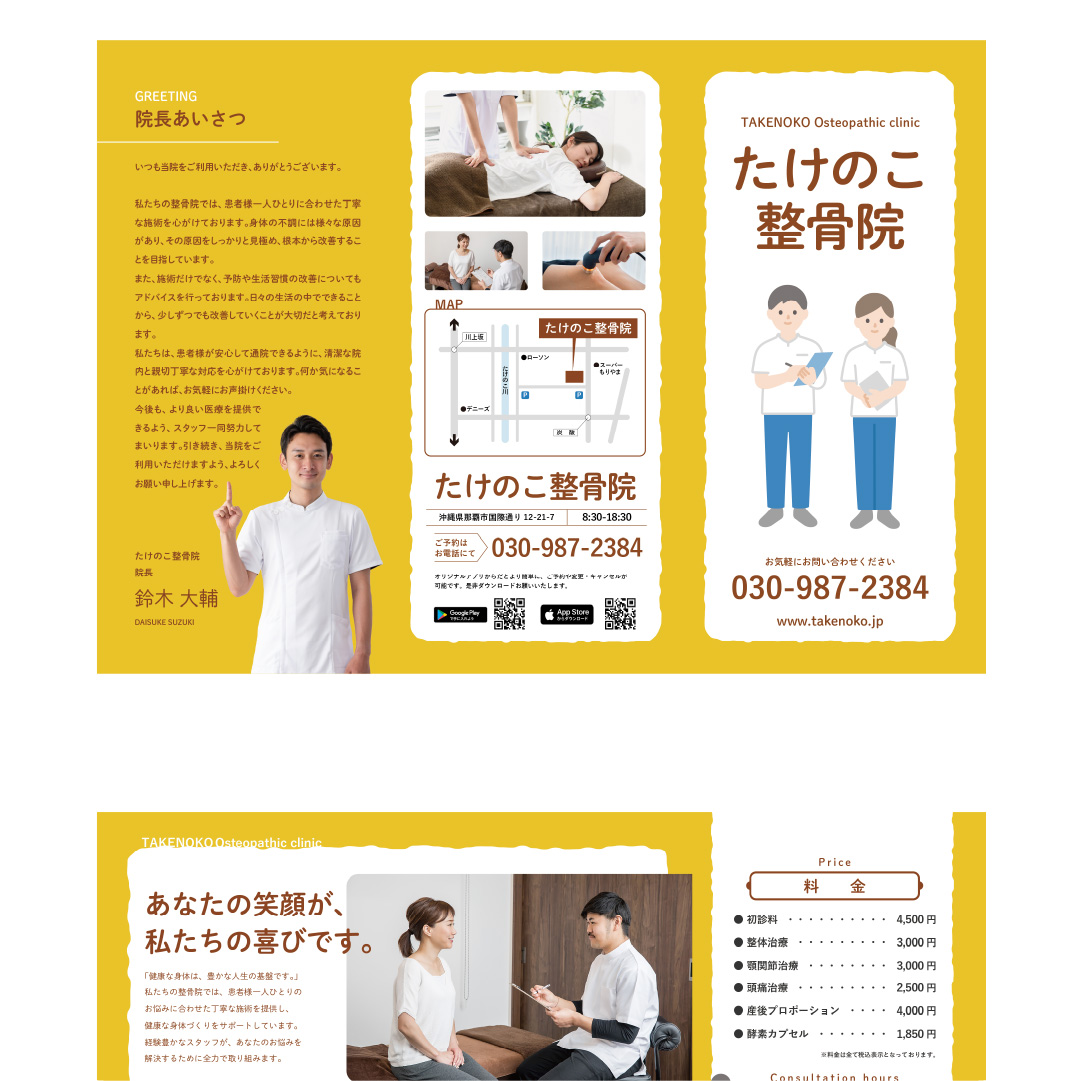 GREETING
院長あいさつ
いつも当院をご利用いただき、ありがとうございます。
私たちの整骨院では、患者様一人ひとりに合わせた丁寧
な施術を心がけております。身体の不調には様々な原因
があり、その原因をしっかりと見極め、根本から改善するこ
とを目指しています。
また、施術だけでなく、予防や生活習慣の改善についても
アドバイスを行っております。日々の生活の中でできること
から、少しずつでも改善していくことが大切だと考えており
ます。
私たちは、患者様が安心して通院できるように、清潔な院
内と親切丁寧な対応を心がけております。何か気になるこ
とがあれば、お気軽にお声掛けください。
今後も、より良い医療を提供で
きるよう、スタッフ一同努力して
まいります。引き続き、当院をご
利用いただけますよう、よろしく
お願い申し上げます。
たけのこ整骨院
院長
鈴木 大輔
DAISUKE SUZUKI
MAP
川上坂
たけのこ整骨院
●ローソン
●スーパー
もりやま
たけのこ川
P
P
●デニーズ
炭酸
たけのこ整骨院
沖縄県那覇市国際通り 12-21-7
8:30-18:30
ご予約は
お電話にて
030-987-2384
オリジナルアプリからだとより簡単に、ご予約や変更・キャンセルが
可能です。是非ダウンロードお願いいたします。
Google Play
で手に入れよう
App Store
からダウンロード
TAKENOKO Osteopathic clinic
たけのこ
整骨院
お気軽にお問い合わせください
030-987-2384
www.takenoko.jp
TAKENOKO Osteopathic clinic
あなたの笑顔が、
私たちの喜びです。
「健康な身体は、豊かな人生の基盤です。」
私たちの整骨院では、患者様一人ひとりの
お悩みに合わせた丁寧な施術を提供し、
健康な身体づくりをサポートしています。
経験豊かなスタッフが、あなたのお悩みを
解決するために全力で取り組みます。
Price
料 金
●初診料 ・・・・・・・・・・ 4,500 円
●整体治療 ・・・・・・・・・ 3,000 円
●顎関節治療 ・・・・・・・・ 3,000 円
●頭痛治療 ・・・・・・・・・ 2,500 円
●産後プロポーション ・・・・ 4,000 円
●酵素カプセル ・・・・・・・ 1,850 円
※料金は全て税込表示となっております。
Consultation hours